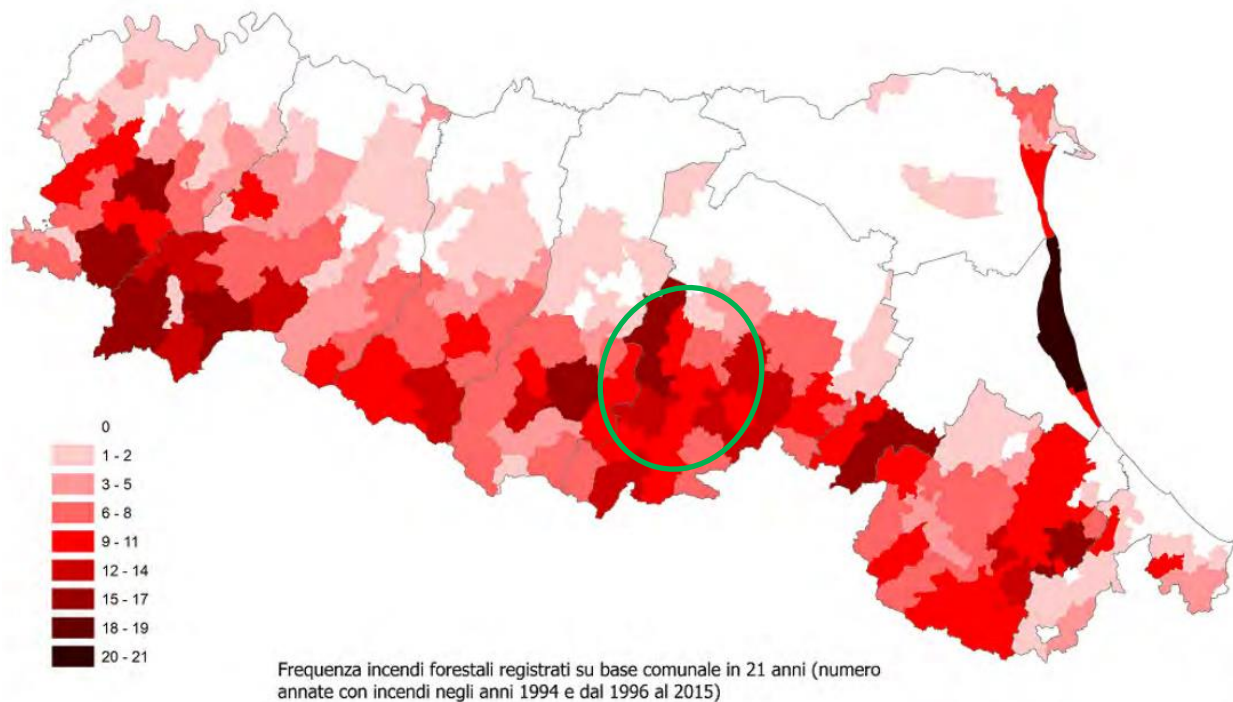 0
1 - 2
3 - 5
6 - 8
9 - 11
12 - 14
15 - 17
18 - 19
20 - 21
Frequenza incendi forestali registrati su base comunale in 21 anni (numero
annate con incendi negli anni 1994 e dal 1996 al 2015)